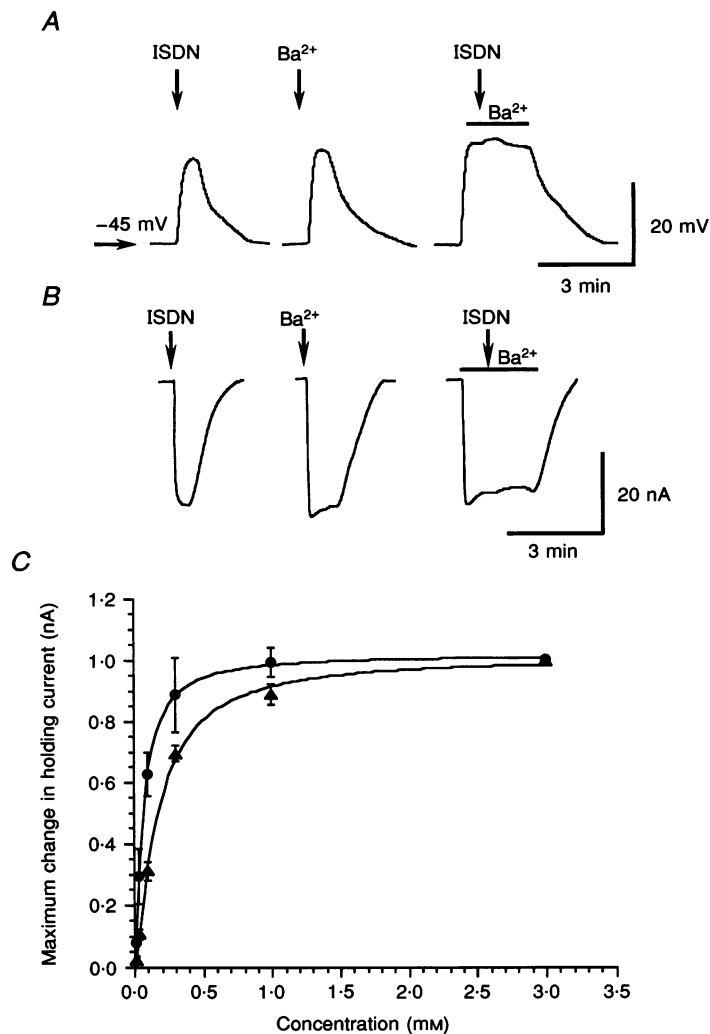 A
ISDN Ba²⁺ ISDN
Ba²⁺
−45 mV
20 mV
3 min
B
ISDN Ba²⁺ ISDN
Ba²⁺
20 nA
3 min
C
Maximum change in holding current (nA)
1·2
1·0
0·8
0·6
0·4
0·2
0·0
0·0 0·5 1·0 1·5 2·0 2·5 3·0 3·5
Concentration (mM)